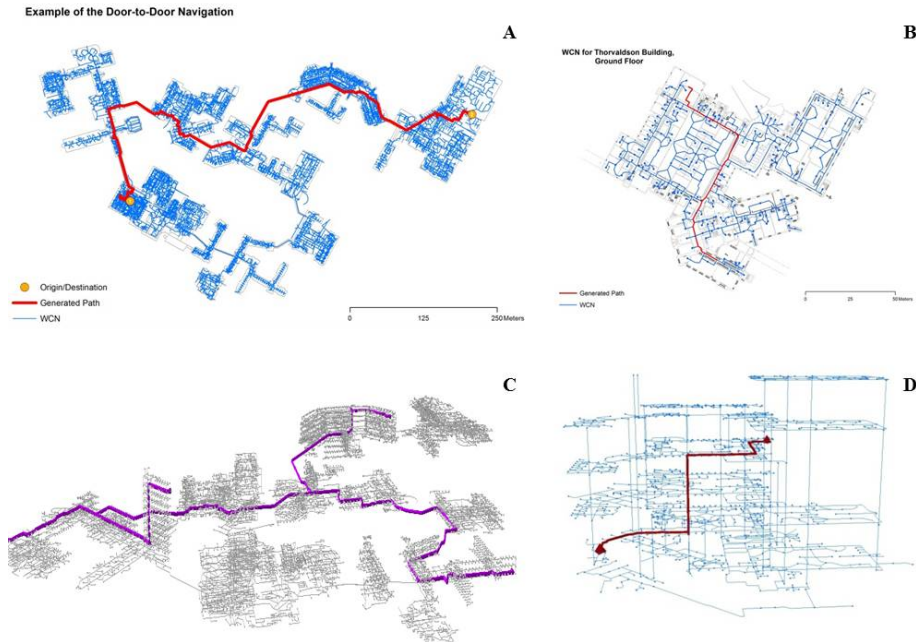 Example of the Door-to-Door Navigation
A
Origin/Destination
Generated Path
WCN
0 125 250 Meters
B
WCN for Thorvaldson Building,
Ground Floor
Generated Path
WCN
0 25 50 Meters
C
D